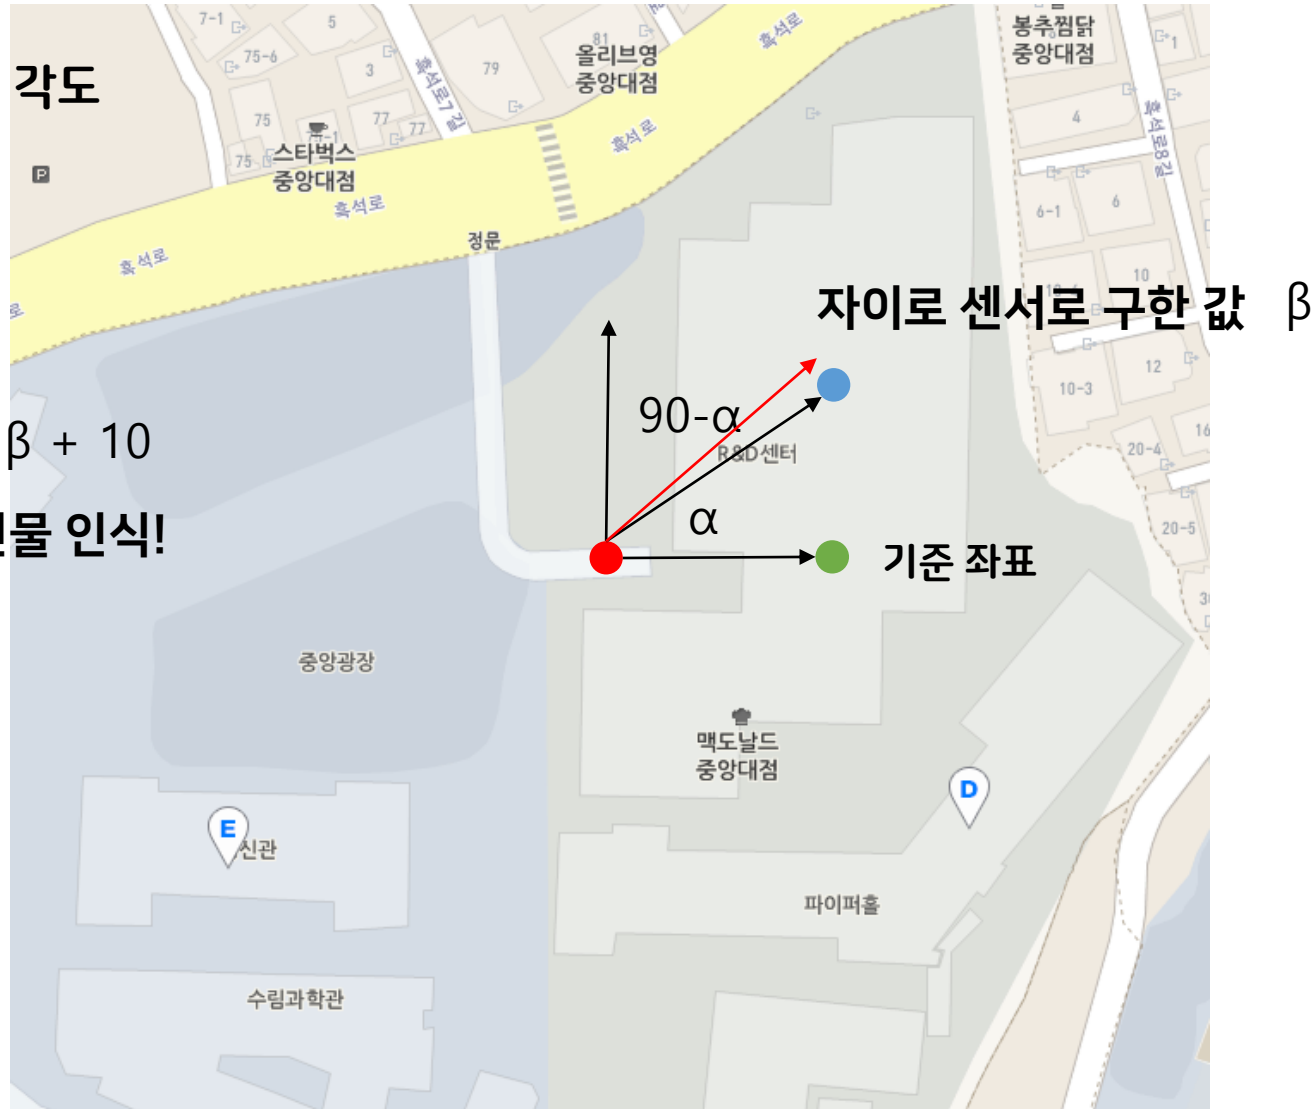 7-1
5
81
올리브영
중앙대점
흑석로
봉추찜닭
중앙대점
1
각도
75-6
3
79
흑석로7길
4
75
77
77
흑석로
흑석로8길
P
75
스타벅스
중앙대점
흑석로
6-1
6
정문
흑석로
10
자이로 센서로 구한 값 β
12
10-3
90-α
β + 10
R&D센터
20-4
16
α
물 인식!
20-5
기준 좌표
중앙광장
맥도날드
중앙대점
D
E
신관
파이퍼홀
수림과학관